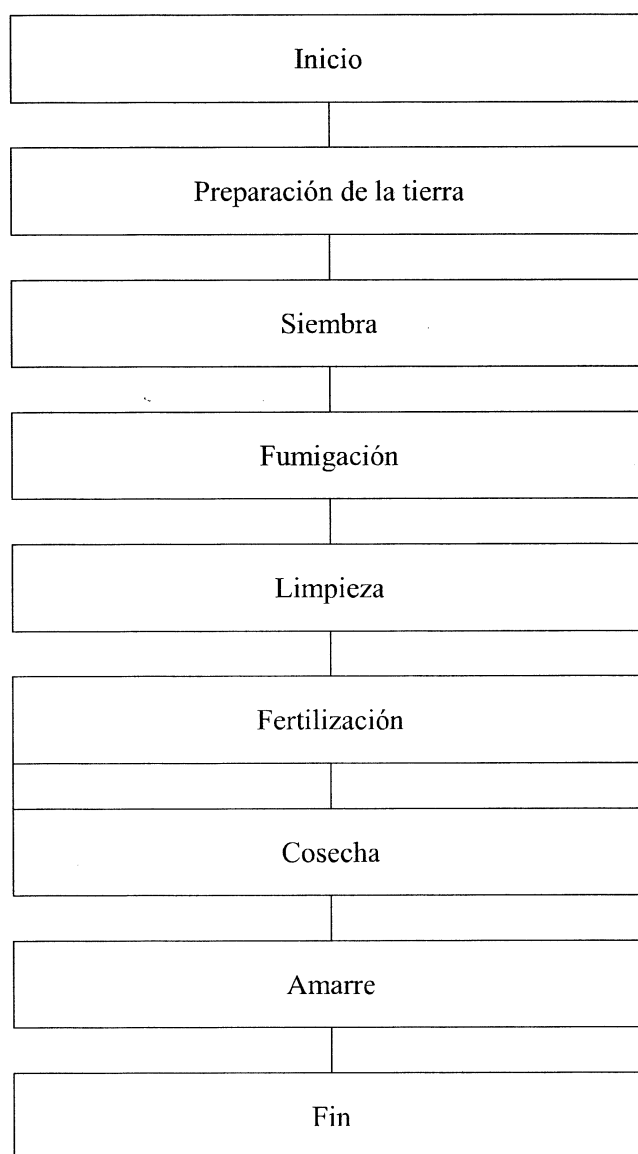 Inicio
Preparación de la tierra
Siembra
Fumigación
Limpieza
Fertilización
Cosecha
Amarre
Fin